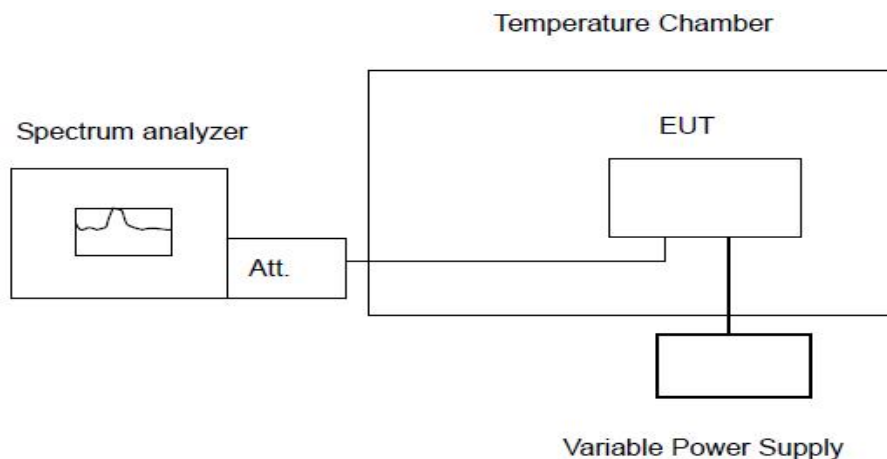 Temperature Chamber
Spectrum analyzer
EUT
Att.
Variable Power Supply